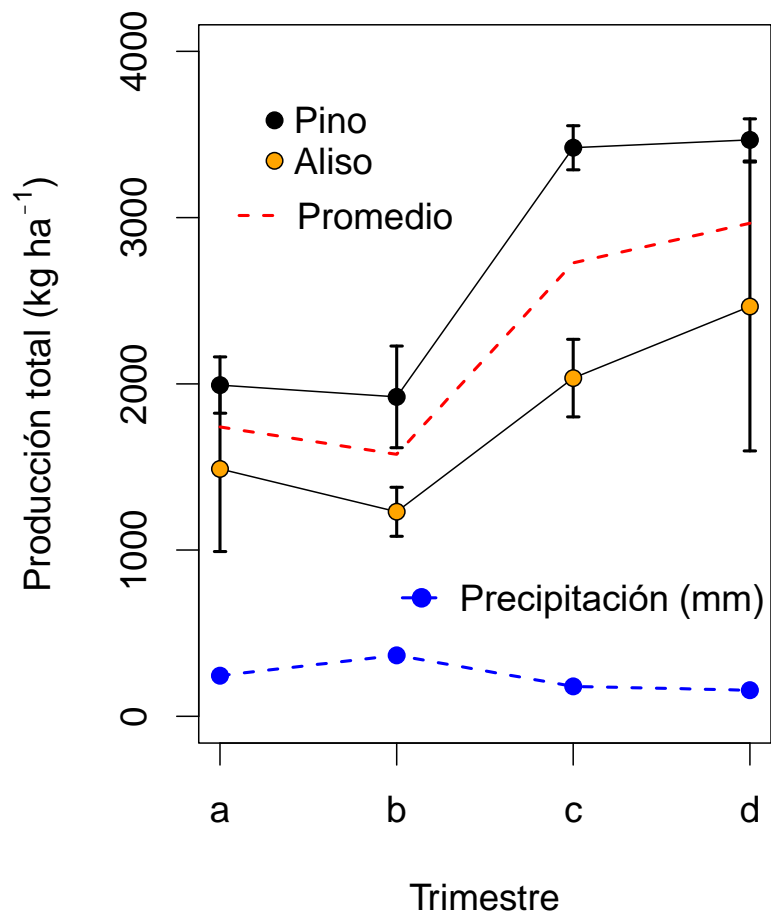 4000
3000
2000
1000
0
Producción total (kg ha⁻¹)
Pino
Aliso
Promedio
Precipitación (mm)
a b c d
Trimestre